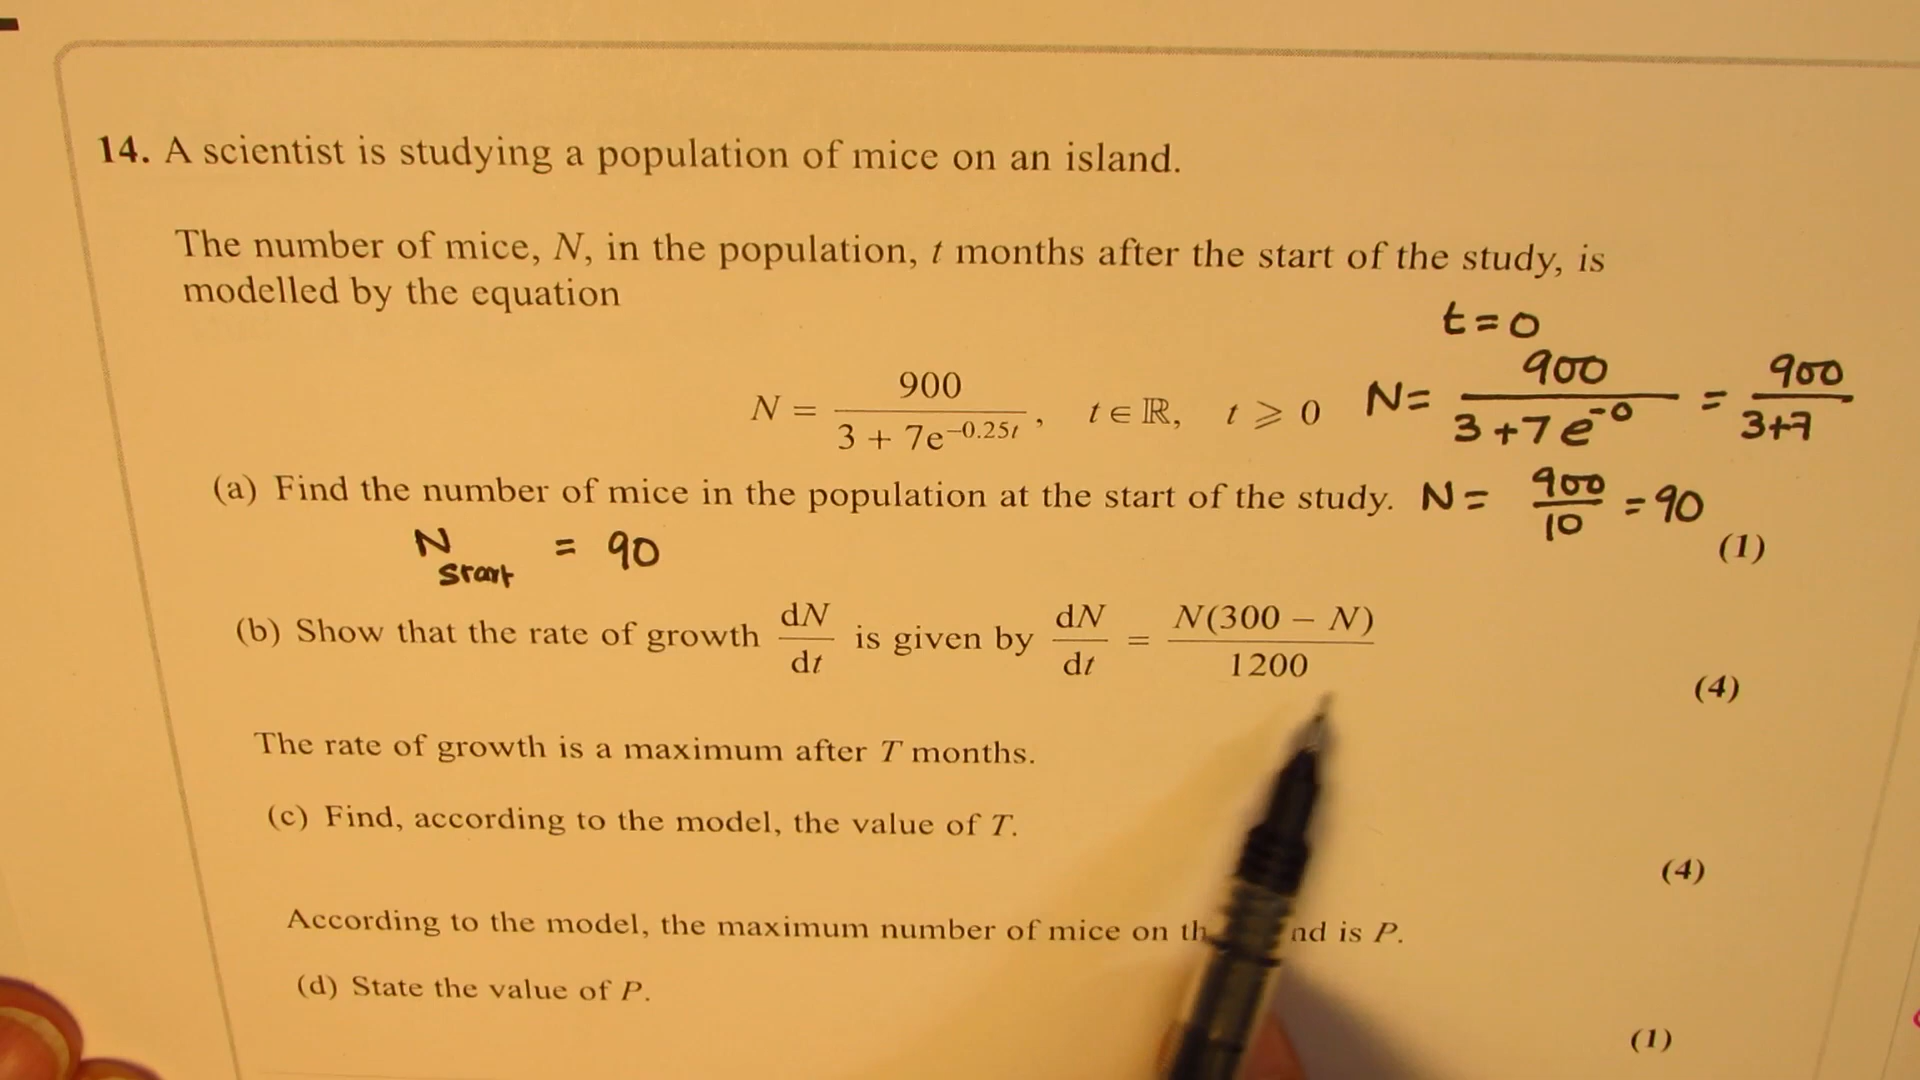 14. A scientist is studying a population of mice on an island.
The number of mice, N, in the population, t months after the start of the study, is
modelled by the equation
t = 0
N = 900 / (3 + 7e^{-0.25t}), t ∈ ℝ, t ⩾ 0
N = 900 / (3 + 7e^{-0}) = 900 / (3+7)
(a) Find the number of mice in the population at the start of the study.
N = 900/10 = 90
(1)
N start = 90
(b) Show that the rate of growth dN/dt is given by dN/dt = N(300 − N)/1200
(4)
The rate of growth is a maximum after T months.
(c) Find, according to the model, the value of T.
(4)
According to the model, the maximum number of mice on is P.
(d) State the value of P.
(1)